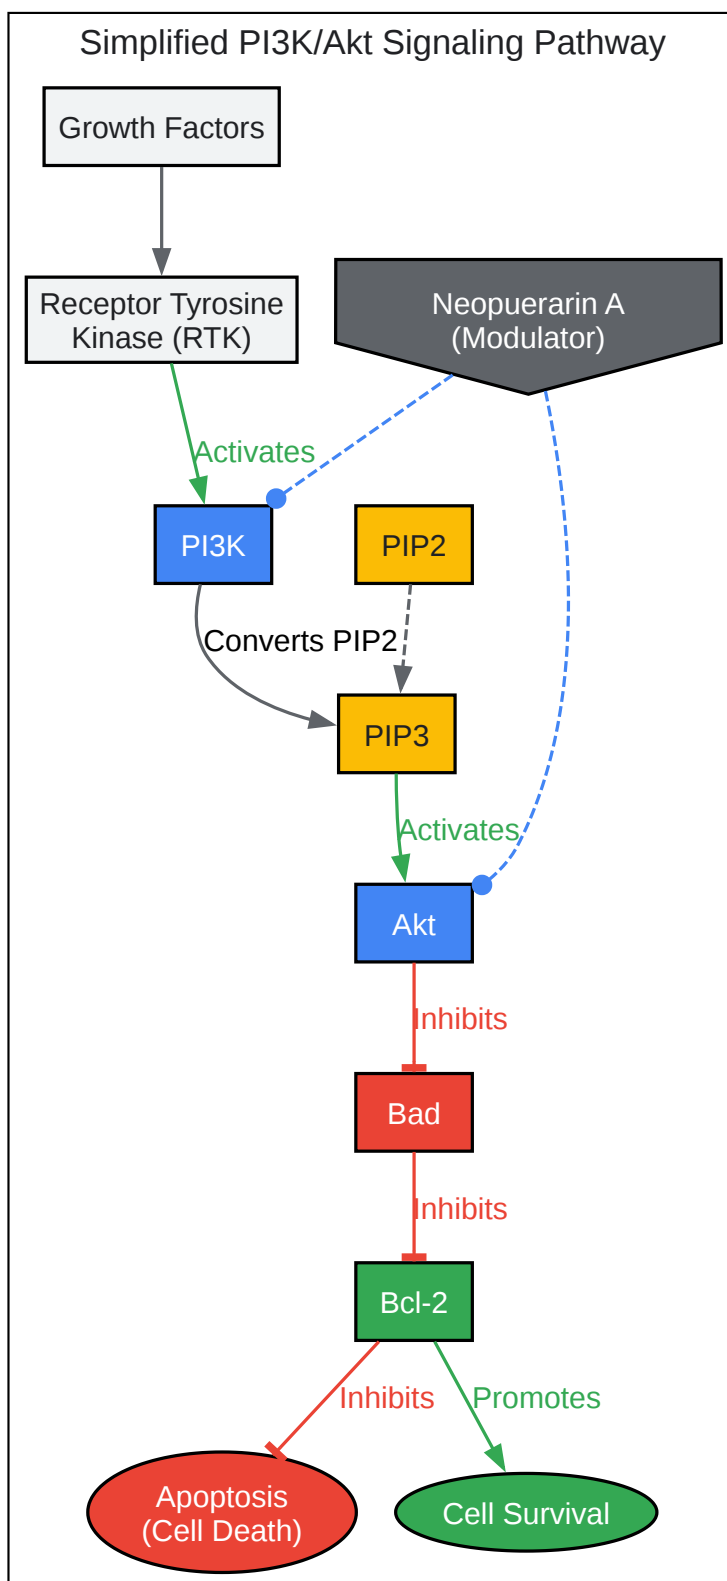 Simplified PI3K/Akt Signaling Pathway
Growth Factors
Receptor Tyrosine
Kinase (RTK)
Neopuerarin A
(Modulator)
Activates
PI3K
PIP2
Converts PIP2
PIP3
Activates
Akt
Inhibits
Bad
Inhibits
Bcl-2
Inhibits
Promotes
Apoptosis
(Cell Death)
Cell Survival